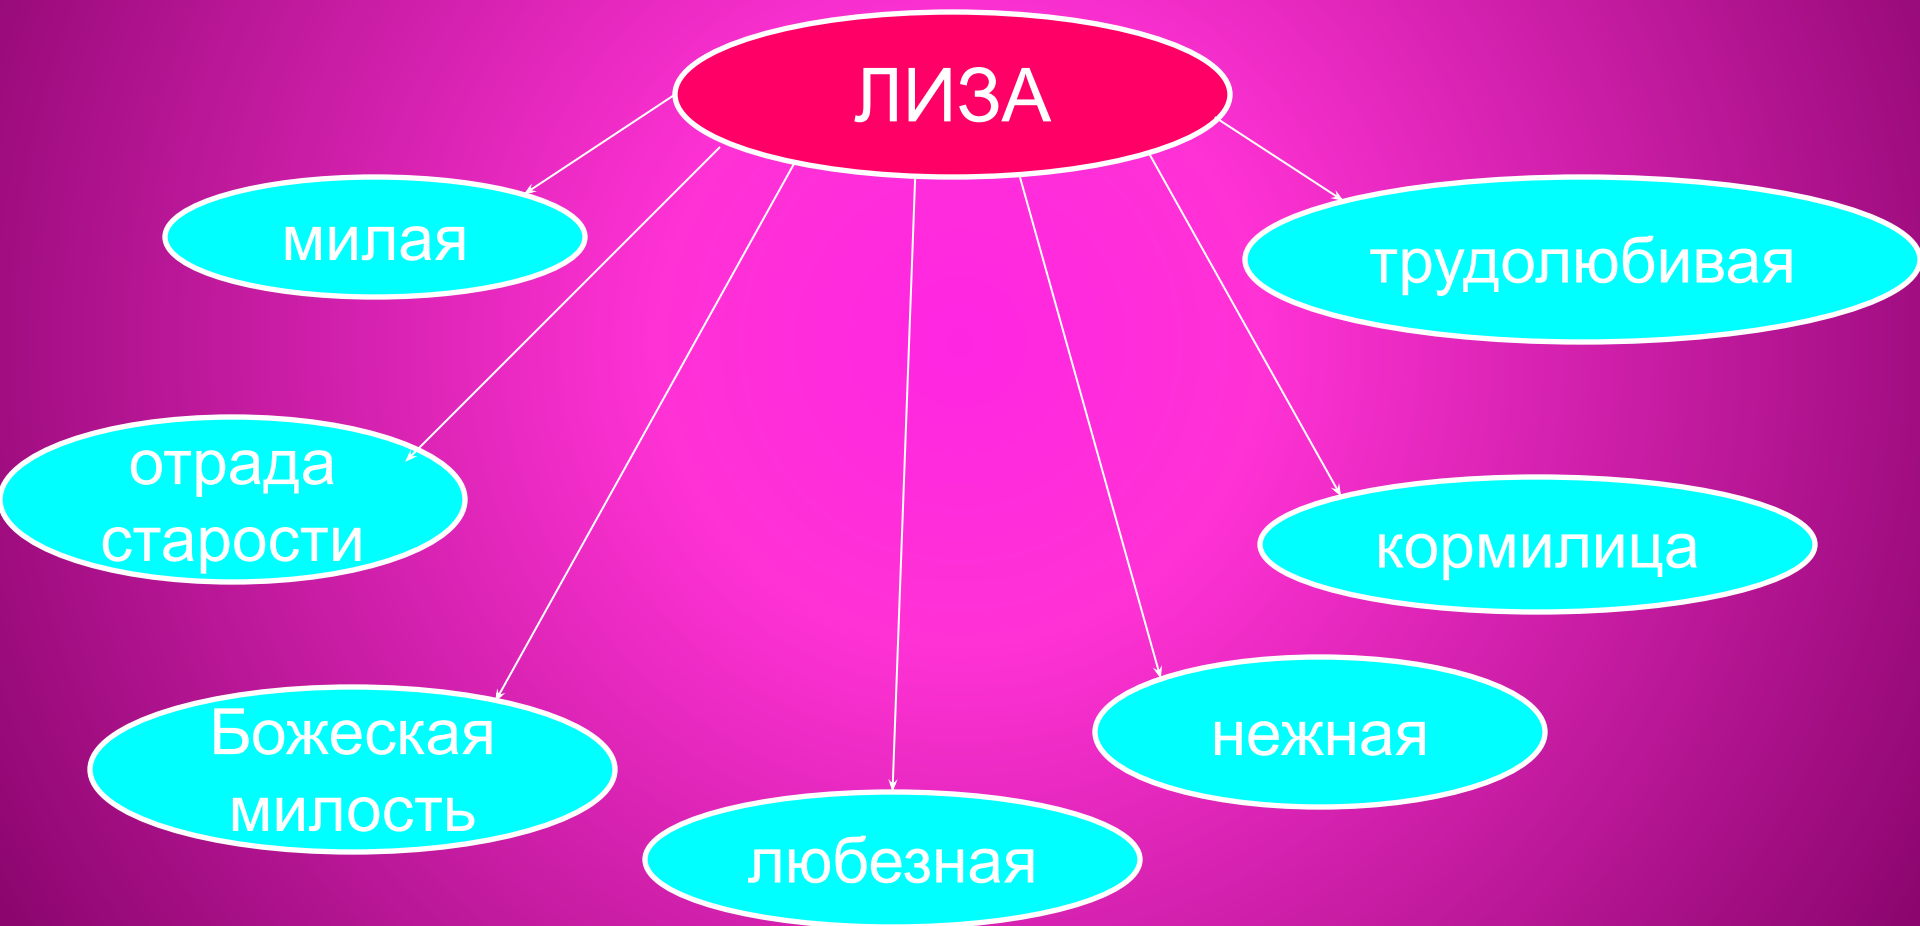 ЛИЗА
милая
трудолюбивая
отрада
старости
кормилица
Божеская
милость
нежная
любезная